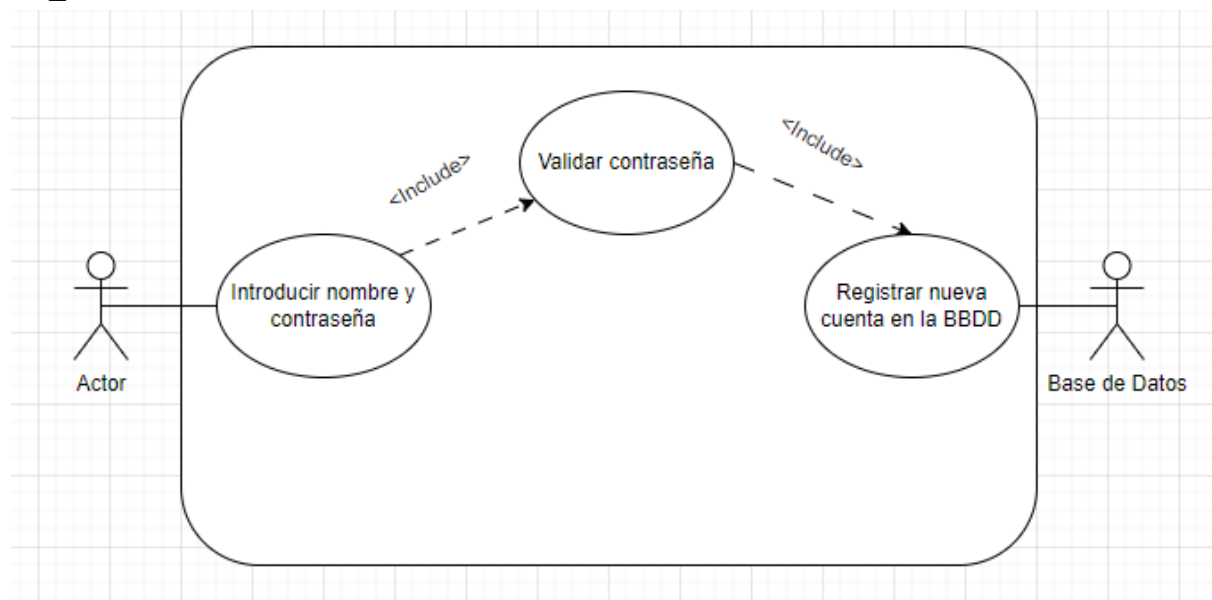 <Include>
<Include>
Validar contraseña
Introducir nombre y
contraseña
Registrar nueva
cuenta en la BBDD
Actor
Base de Datos